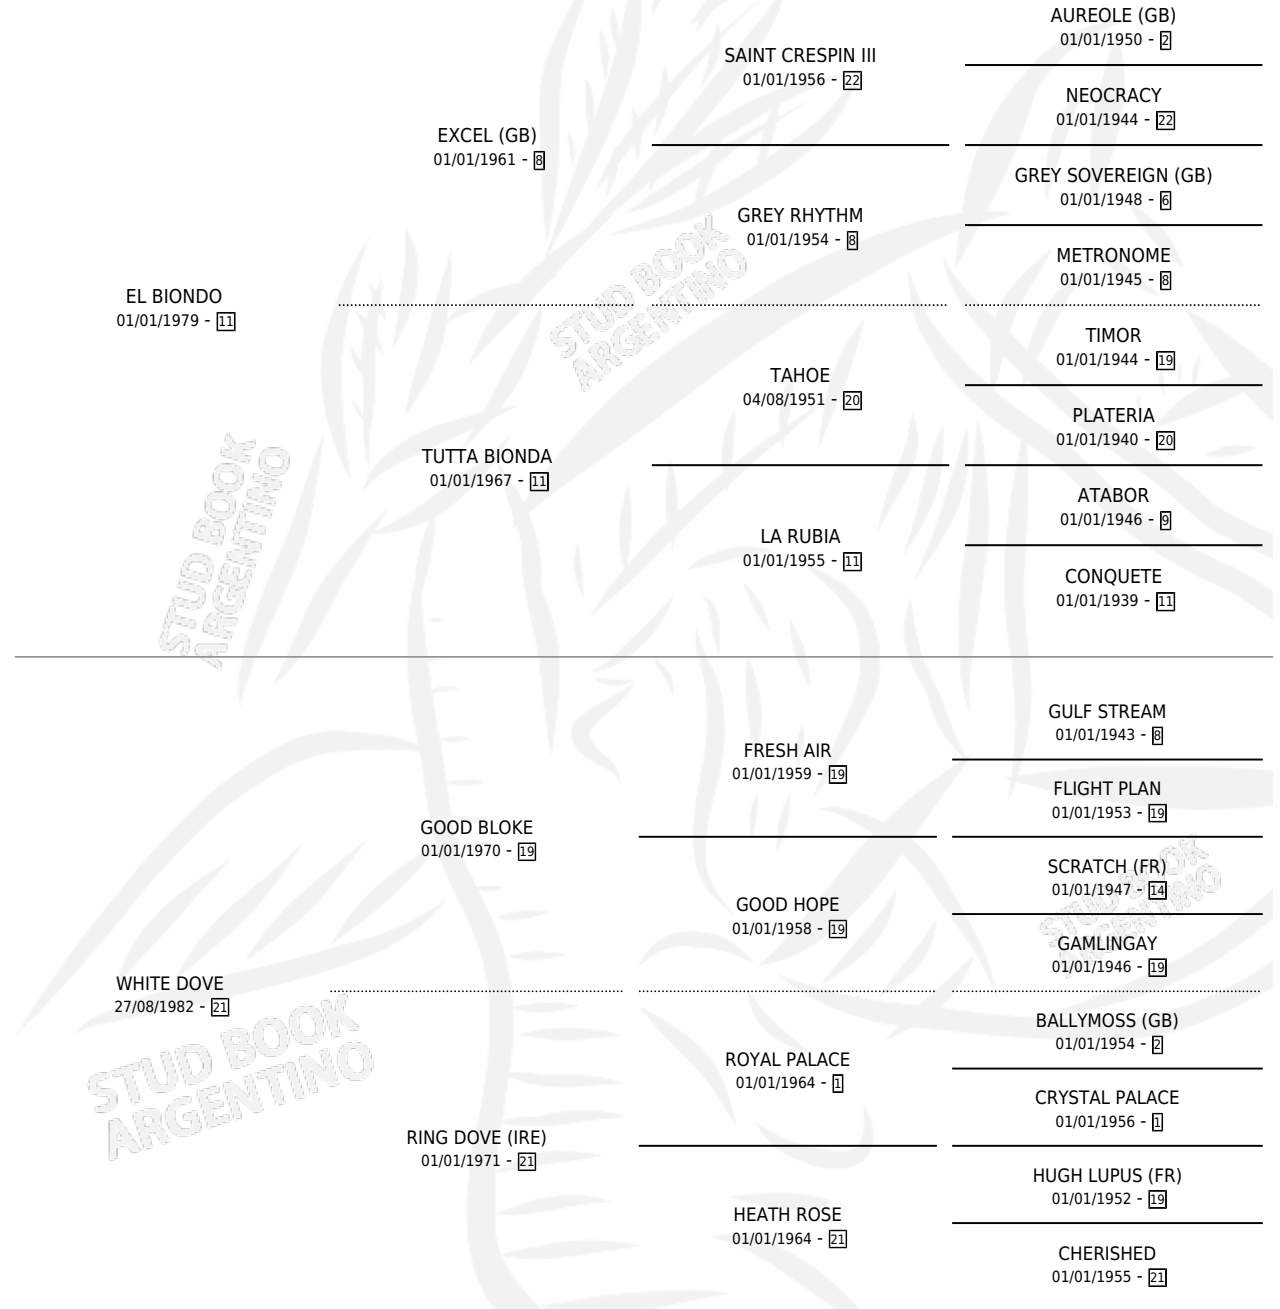 AUREOLE (GB)
01/01/1950 - 2
SAINT CRESPIN III
01/01/1956 - 22
NEOCRACY
01/01/1944 - 22
EXCEL (GB)
01/01/1961 - 8
GREY SOVEREIGN (GB)
01/01/1948 - 6
GREY RHYTHM
01/01/1954 - 8
METRONOME
01/01/1945 - 8
EL BIONDO
01/01/1979 - 11
TIMOR
01/01/1944 - 19
TAHOE
04/08/1951 - 20
PLATERIA
01/01/1940 - 20
TUTTA BIONDA
01/01/1967 - 11
ATABOR
01/01/1946 - 9
LA RUBIA
01/01/1955 - 11
CONQUETE
01/01/1939 - 11
GULF STREAM
01/01/1943 - 8
FRESH AIR
01/01/1959 - 19
FLIGHT PLAN
01/01/1953 - 19
GOOD BLOKE
01/01/1970 - 19
SCRATCH (FR)
01/01/1947 - 14
GOOD HOPE
01/01/1958 - 19
GAMLINGAY
01/01/1946 - 19
WHITE DOVE
27/08/1982 - 21
BALLYMOSS (GB)
01/01/1954 - 2
ROYAL PALACE
01/01/1964 - 1
CRYSTAL PALACE
01/01/1956 - 1
RING DOVE (IRE)
01/01/1971 - 21
HUGH LUPUS (FR)
01/01/1952 - 19
HEATH ROSE
01/01/1964 - 21
CHERISHED
01/01/1955 - 21
STUD BOOK
ARGENTINO
STUD BOOK
ARGENTINO
STUD BOOK
ARGENTINO
STUD BOOK
ARGENTINO